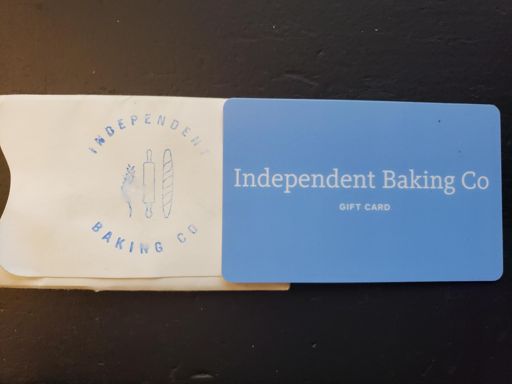 INDEPENDENT
BAKING CO
Independent Baking Co
GIFT CARD